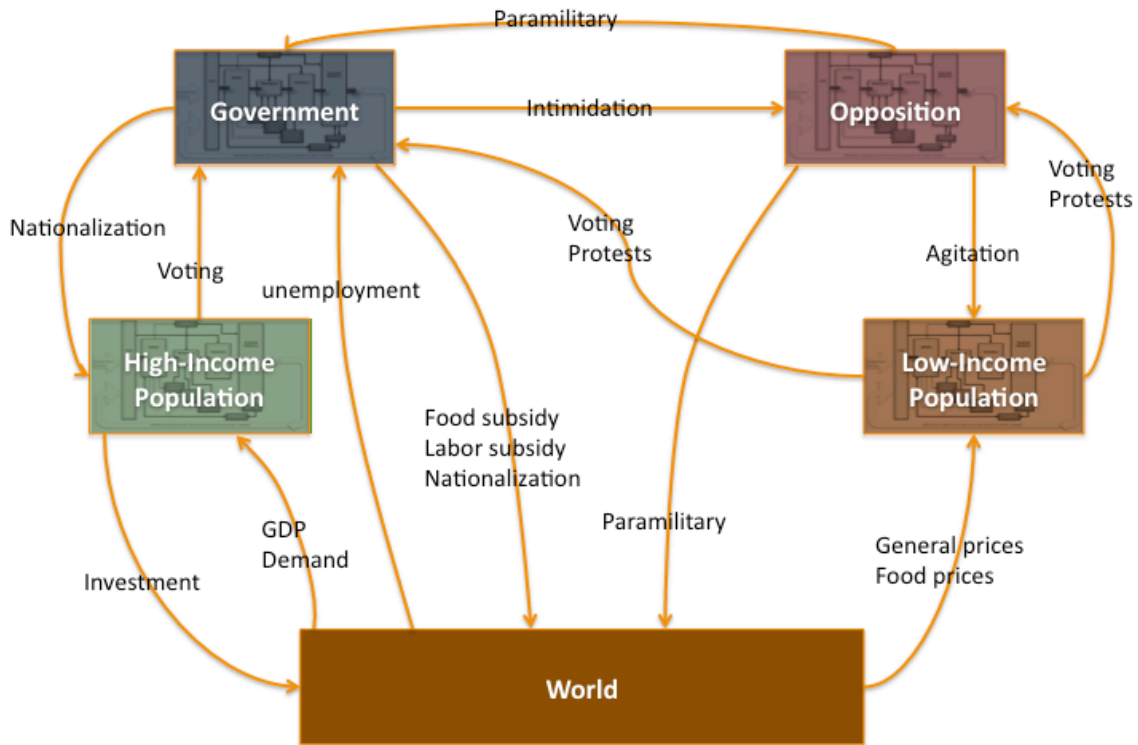 Paramilitary
Government
Intimidation
Opposition
Voting
Protests
Nationalization
Voting
Protests
Agitation
Voting
unemployment
High-Income
Population
Low-Income
Population
Food subsidy
Labor subsidy
Nationalization
Paramilitary
GDP
Demand
General prices
Food prices
Investment
World